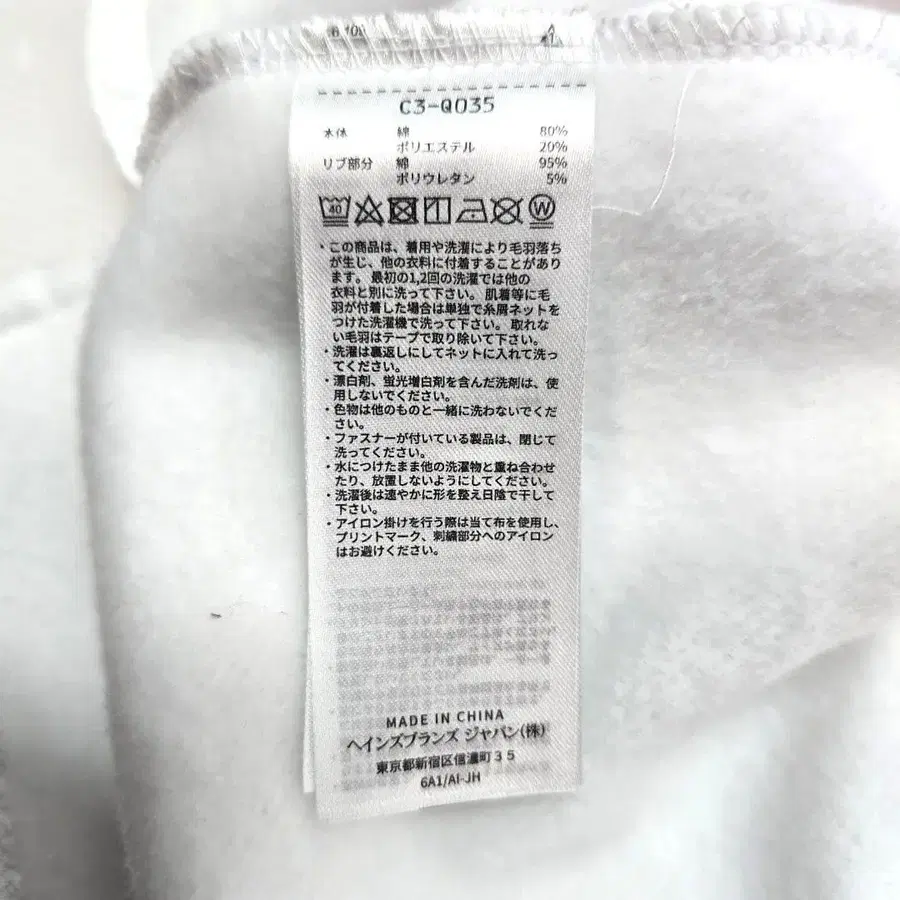 C3-Q035
本体 綿 80%
ポリエステル 20%
リブ部分 綿 95%
ポリウレタン 5%
40 W
・この商品は、着用や洗濯により毛羽落ち
が生じ、他の衣料に付着することがあり
ます。最初の1,2回の洗濯では他の
衣料と別に洗って下さい。肌着等に毛
羽が付着した場合は単独で糸屑ネットを
つけた洗濯機で洗って下さい。取れな
い毛羽はテープで取り除いて下さい。
・洗濯は裏返しにしてネットに入れて洗っ
てください。
・漂白剤、蛍光増白剤を含んだ洗剤は、使
用しないでください。
・色物は他のものと一緒に洗わないでくだ
さい。
・ファスナーが付いている製品は、閉じて
洗ってください。
・水につけたまま他の洗濯物と重ね合わせ
たり、放置しないようにしてください。
・洗濯後は速やかに形を整え日陰で干して
下さい。
・アイロン掛けを行う際は当て布を使用し、
プリントマーク、刺繍部分へのアイロン
はお避けください。
MADE IN CHINA
ヘインズブランズ ジャパン(株)
東京都新宿区信濃町35
6A1/AI-JH